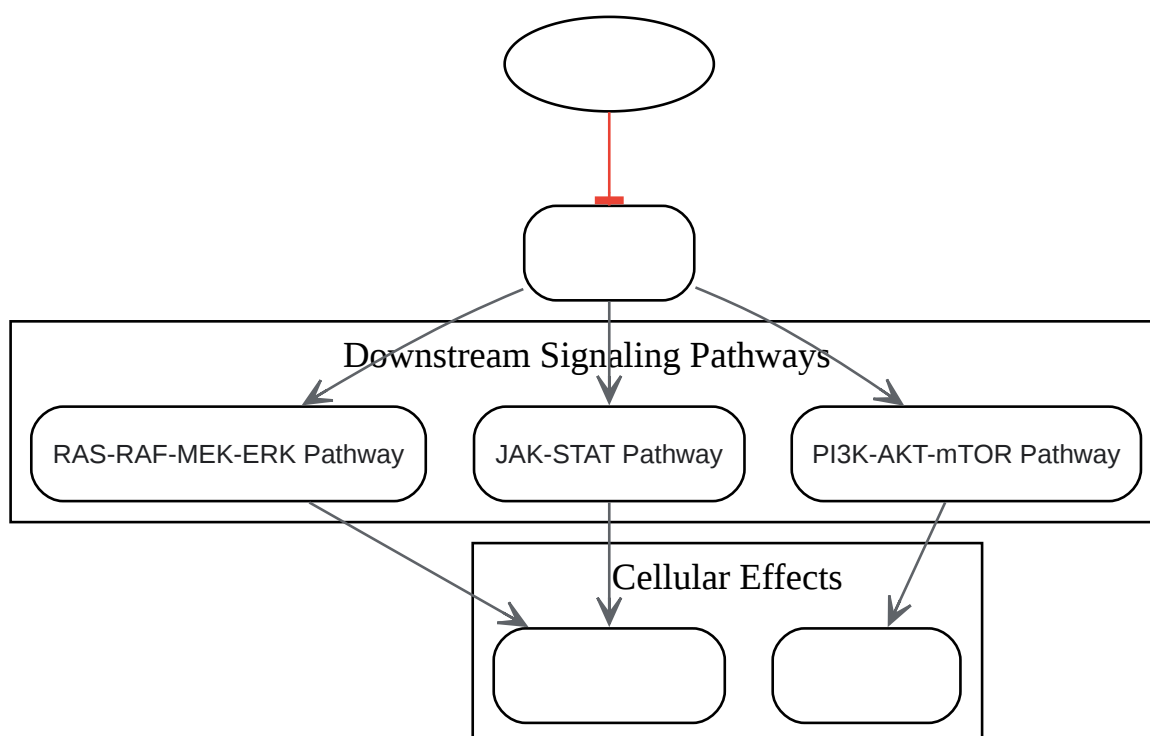 Downstream Signaling Pathways
RAS-RAF-MEK-ERK Pathway
JAK-STAT Pathway
PI3K-AKT-mTOR Pathway
Cellular Effects